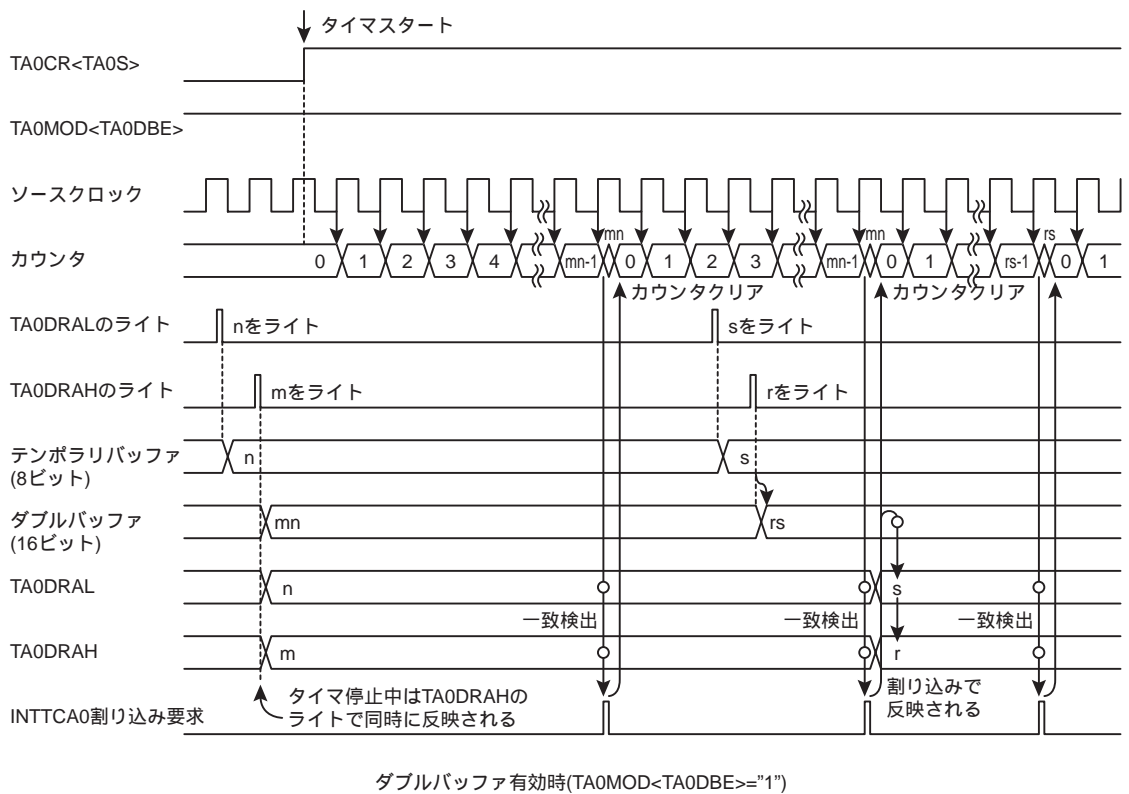 タイマスタート
TA0CR<TA0S>
TA0MOD<TA0DBE>
ソースクロック
カウンタ
0 1 2 3 4 mn-1 mn 0 1 2 3 mn-1 mn 0 1 rs-1 rs 0 1
カウンタクリア カウンタクリア
TA0DRALのライト nをライト sをライト
TA0DRAHのライト mをライト rをライト
テンポラリバッファ
(8ビット)
n s
ダブルバッファ
(16ビット)
mn rs
TA0DRAL n s
一致検出 一致検出 一致検出
TA0DRAH m r
INTTCA0割り込み要求
タイマ停止中はTA0DRAHの
ライトで同時に反映される
割り込みで
反映される
ダブルバッファ有効時(TA0MOD<TA0DBE>=”1”)